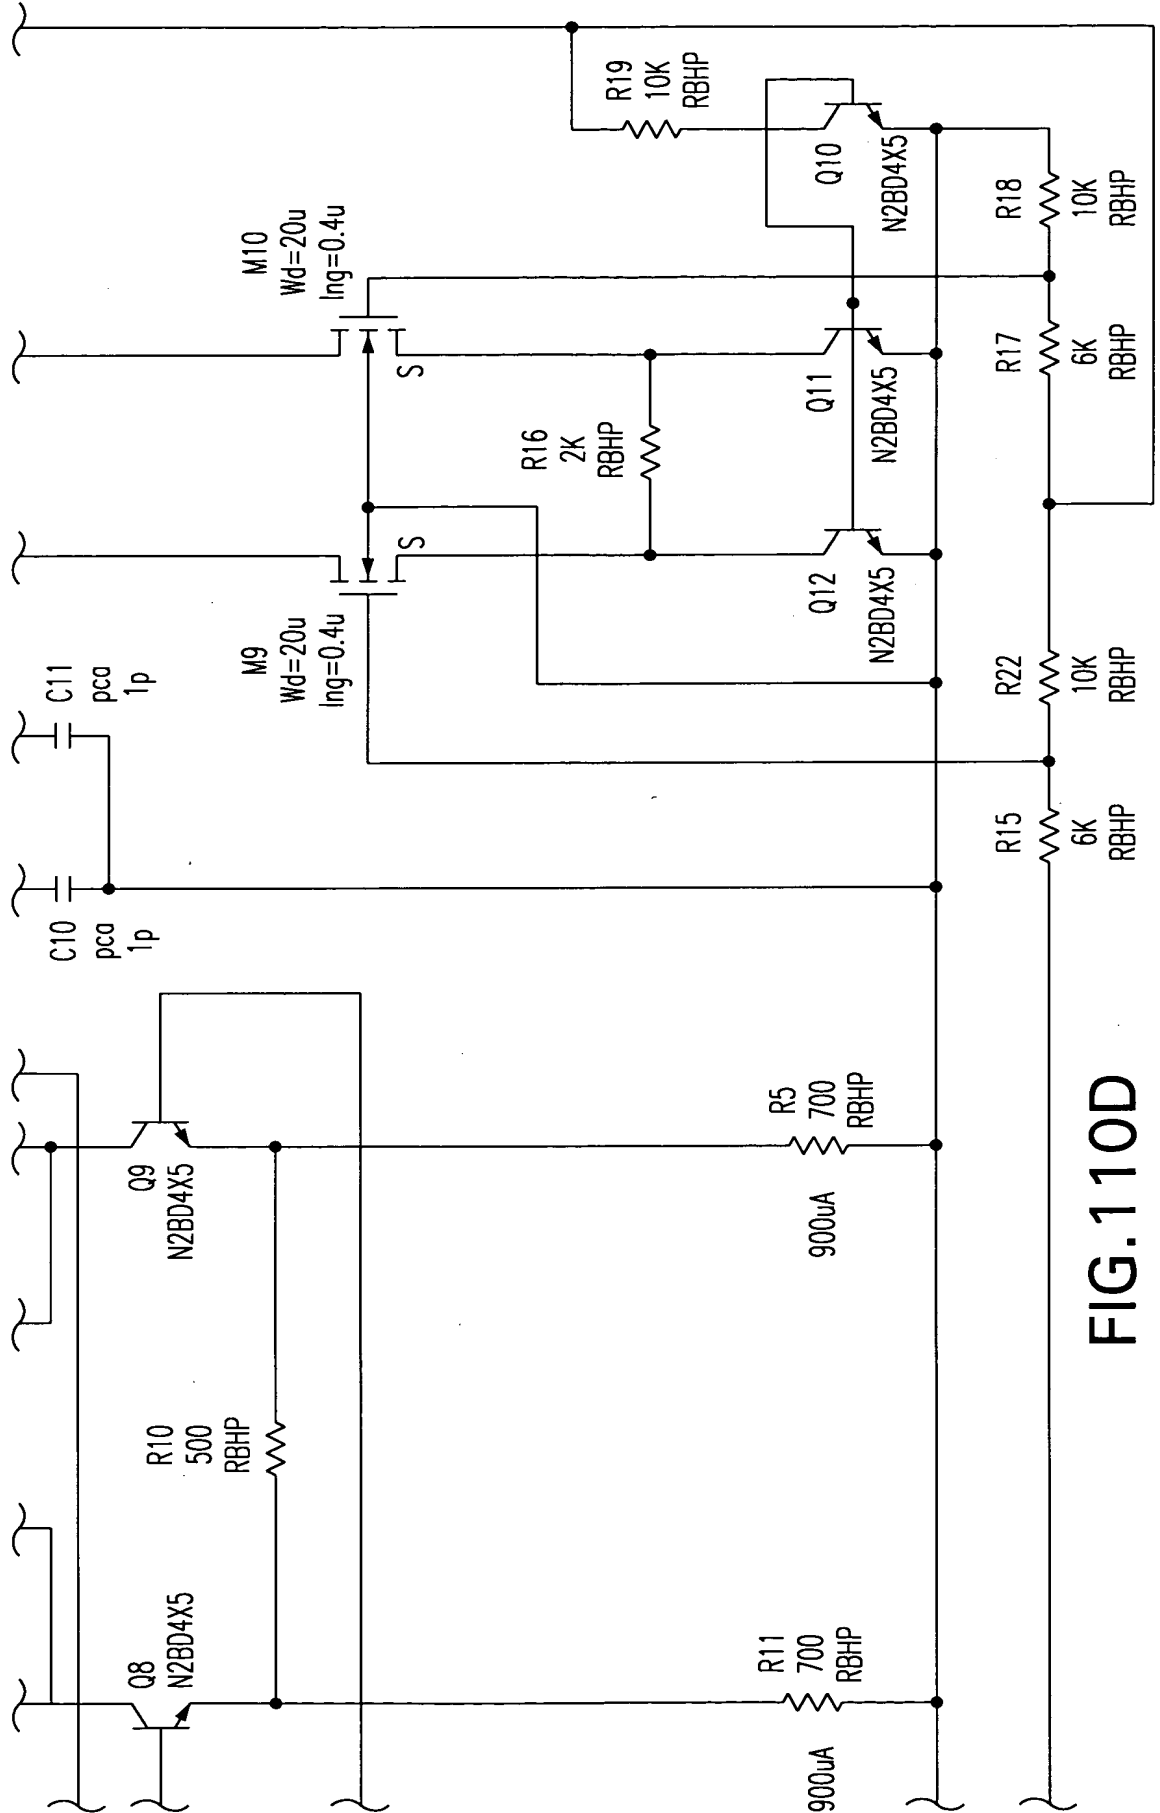 R19
10K
RBHP
M10
Wd=20u
lng=0.4u
S
Q10
N2BD4X5
R18
10K
RBHP
R16
2K
RBHP
Q11
N2BD4X5
R17
6K
RBHP
M9
Wd=20u
lng=0.4u
S
Q12
N2BD4X5
R22
10K
RBHP
C11
pca
1p
C10
pca
1p
R15
6K
RBHP
Q9
N2BD4X5
R5
700
RBHP
900uA
R10
500
RBHP
Q8
N2BD4X5
R11
700
RBHP
900uA
FIG.110D